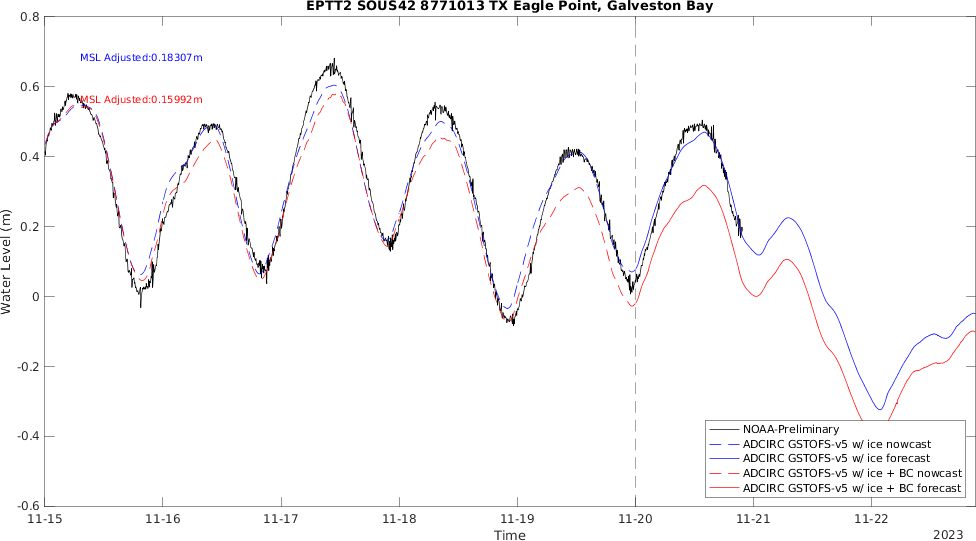 EPTT2 SOUS42 8771013 TX Eagle Point, Galveston Bay
0.8
0.6
0.4
0.2
0
-0.2
-0.4
-0.6
Water Level (m)
MSL Adjusted:0.18307m
MSL Adjusted:0.15992m
NOAA-Preliminary
ADCIRC GSTOFS-v5 w/ ice nowcast
ADCIRC GSTOFS-v5 w/ ice forecast
ADCIRC GSTOFS-v5 w/ ice + BC nowcast
ADCIRC GSTOFS-v5 w/ ice + BC forecast
11-15 11-16 11-17 11-18 11-19 11-20 11-21 11-22
Time
2023